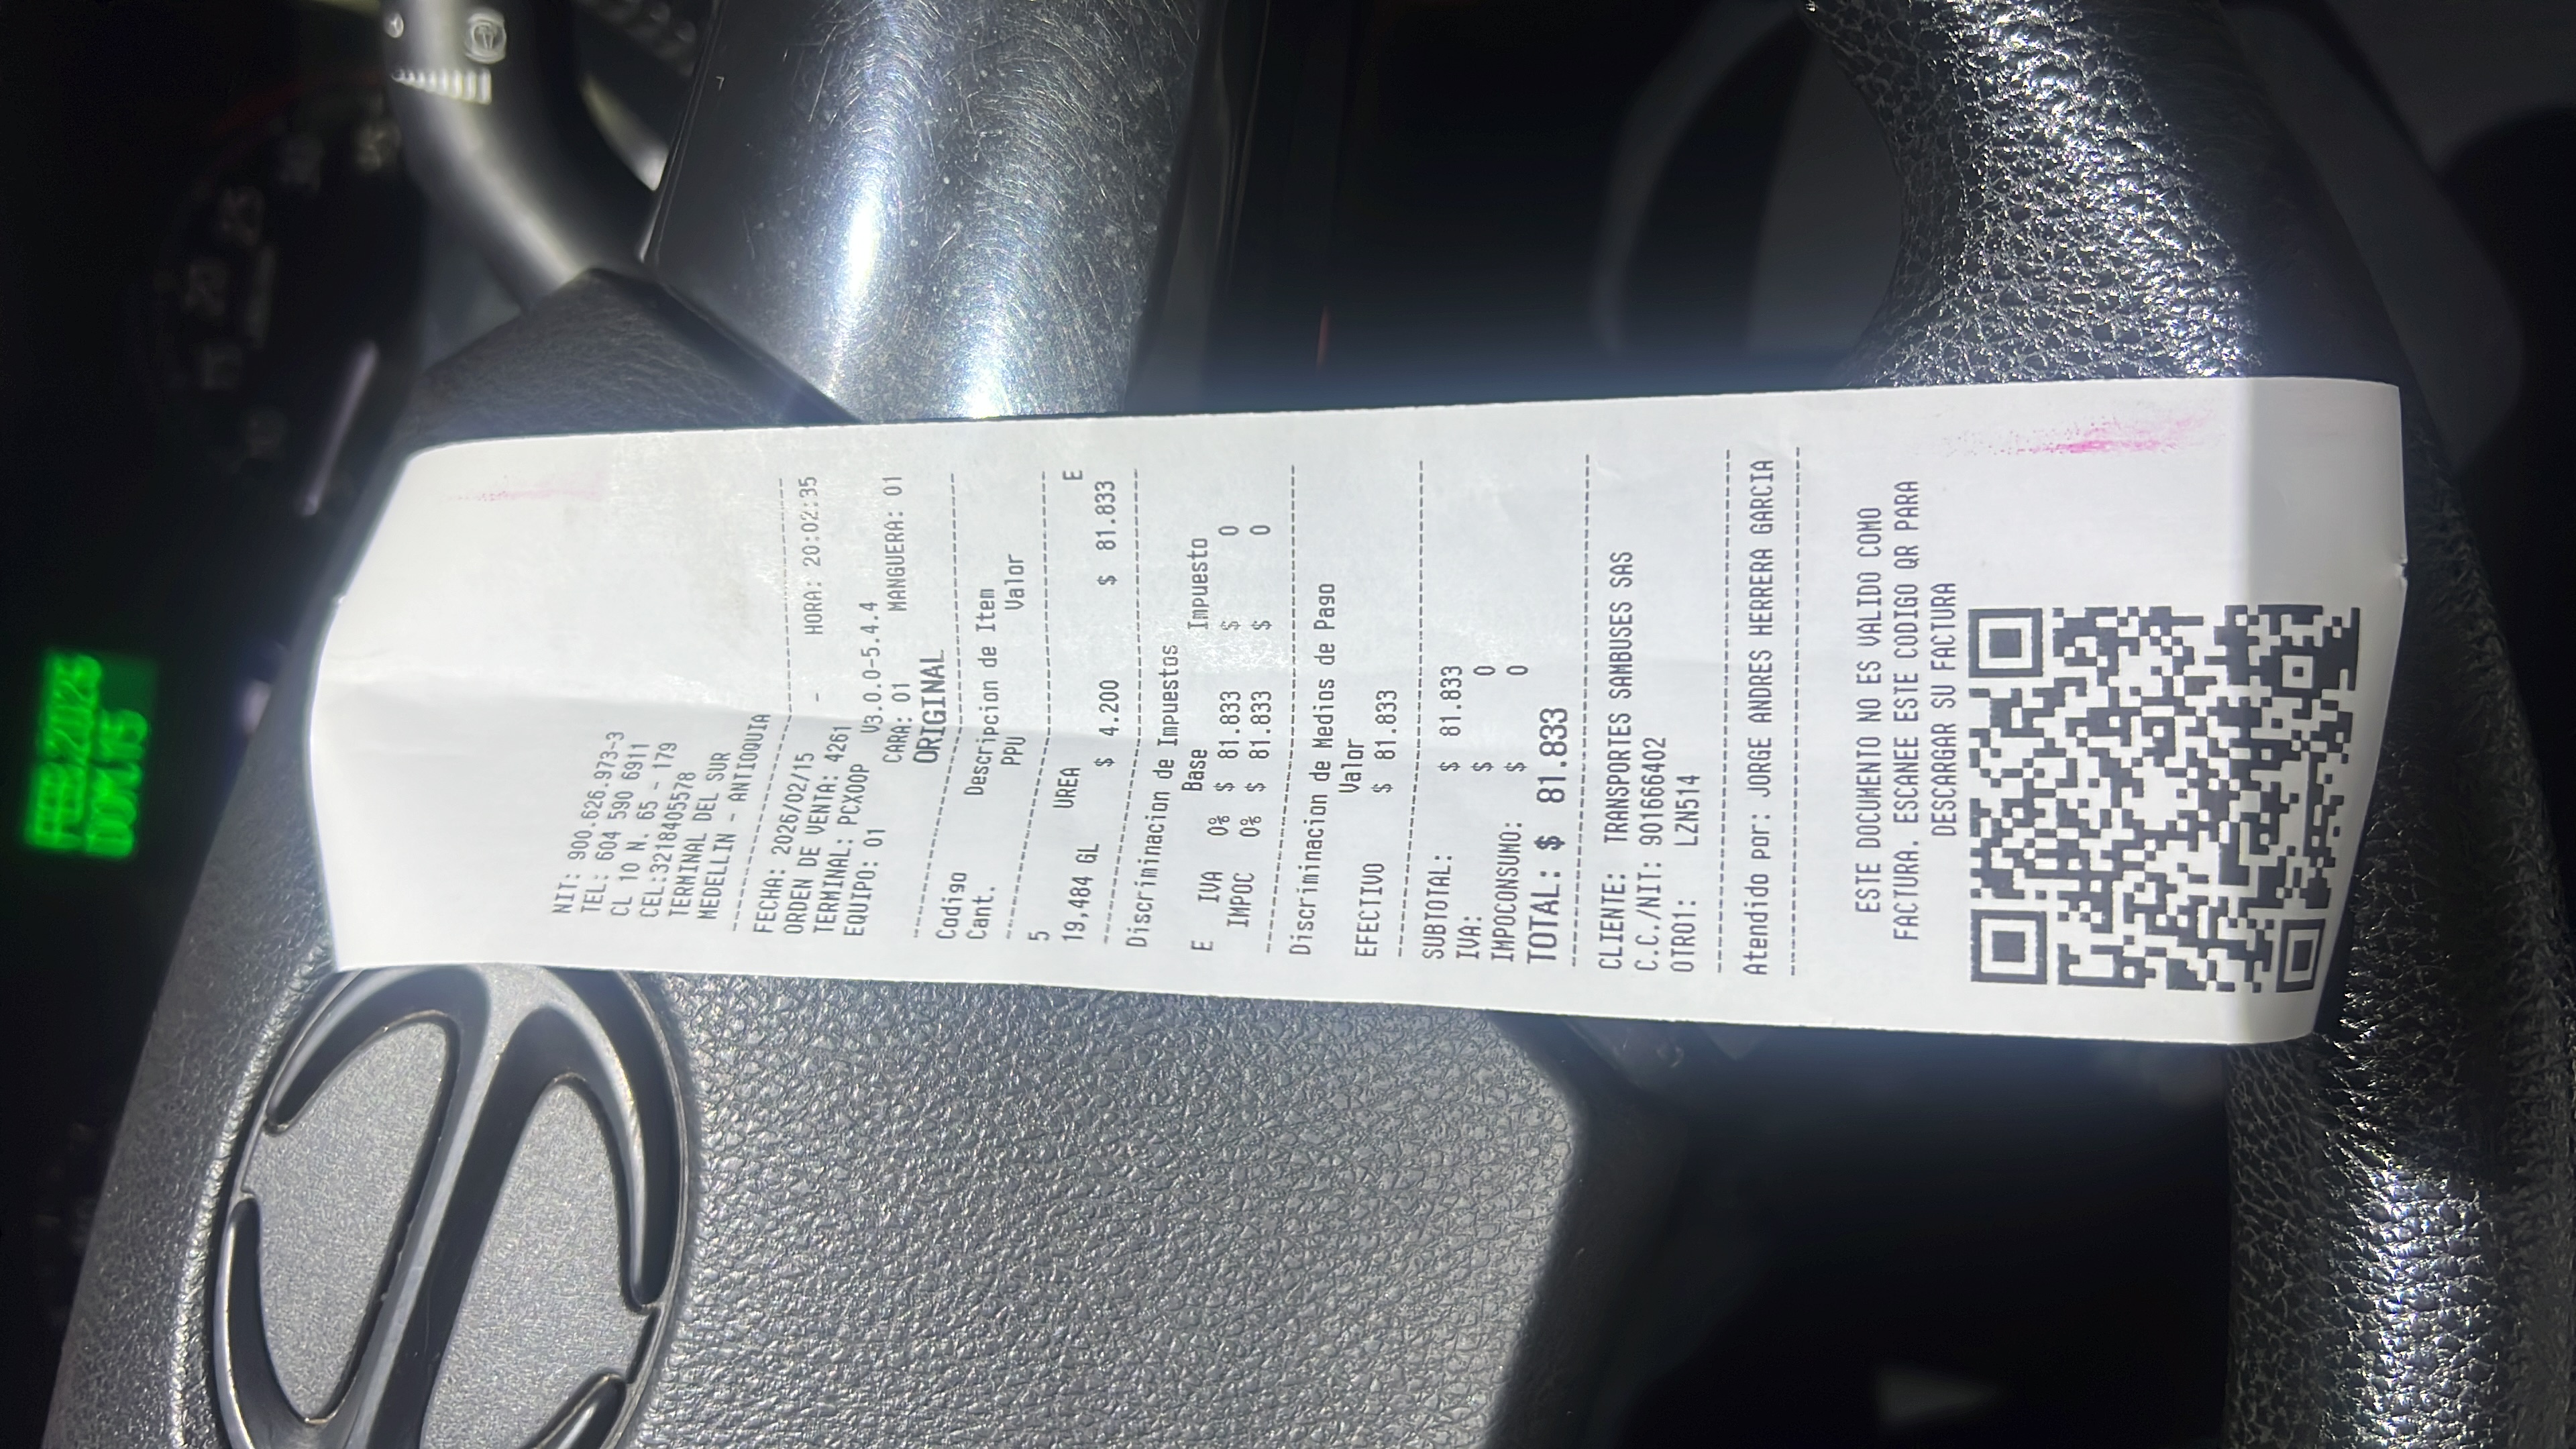 NIT: 900.626.973-3
TEL: 604 590 6911
CL 10 N. 65 - 179
CEL:3218405578
TERMINAL DEL SUR
MEDELLIN - ANTIOQUIA
FECHA: 2026/02/15 - HORA: 20:02:35
ORDEN DE VENTA: 4261
TERMINAL: PCX00P V3.0.0-5.4.4
EQUIPO: 01 CARA: 01 MANGUERA: 01
ORIGINAL
Codigo Descripcion de Item
Cant. PPU Valor
5 UREA E
19,484 GL $ 4.200 $ 81.833
Discriminacion de Impuestos
Base Impuesto
E IVA 0% $ 81.833 $ 0
IMPOC 0% $ 81.833 $ 0
Discriminacion de Medios de Pago
Valor
EFECTIVO $ 81.833
SUBTOTAL: $ 81.833
IVA: $ 0
IMPOCONSUMO: $ 0
TOTAL: $ 81.833
CLIENTE: TRANSPORTES SAMBUSES SAS
C.C./NIT: 901666402
OTRO1: LZN514
Atendido por: JORGE ANDRES HERRERA GARCIA
ESTE DOCUMENTO NO ES VALIDO COMO
FACTURA. ESCANEE ESTE CODIGO QR PARA
DESCARGAR SU FACTURA